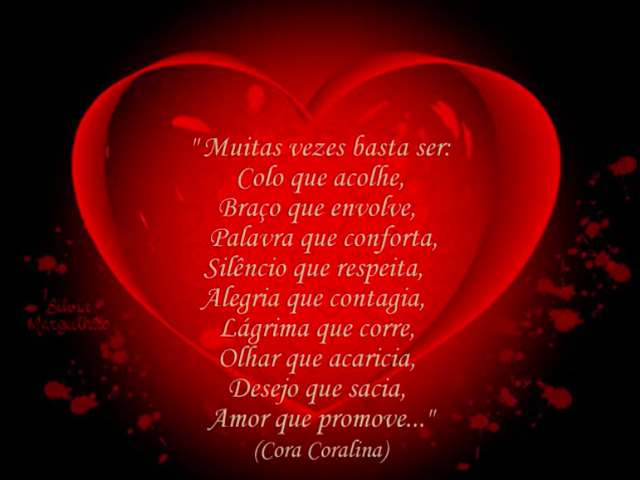 " Muitas vezes basta ser:
Colo que acolhe,
Braço que envolve,
Palavra que conforta,
Silêncio que respeita,
Alegria que contagia,
Lágrima que corre,
Olhar que acaricia,
Desejo que sacia,
Amor que promove..."
(Cora Coralina)